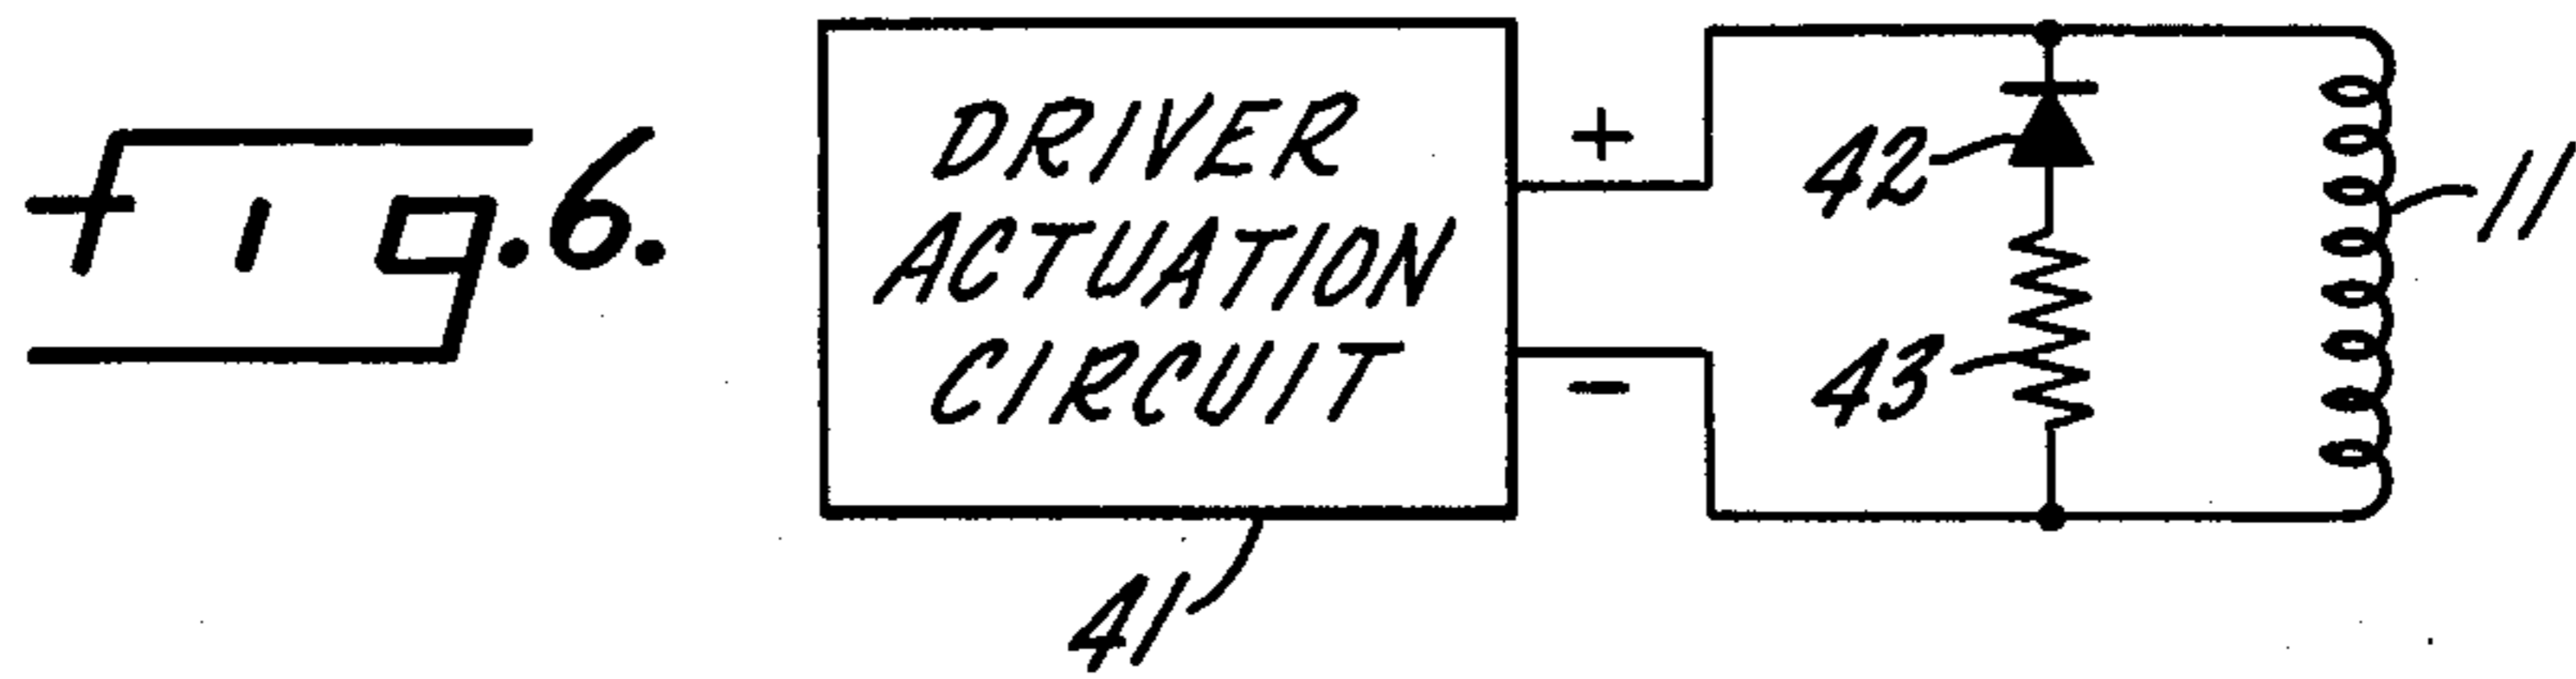 Fig. 6.
DRIVER
ACTUATION
CIRCUIT
+
-
42
43
11
41